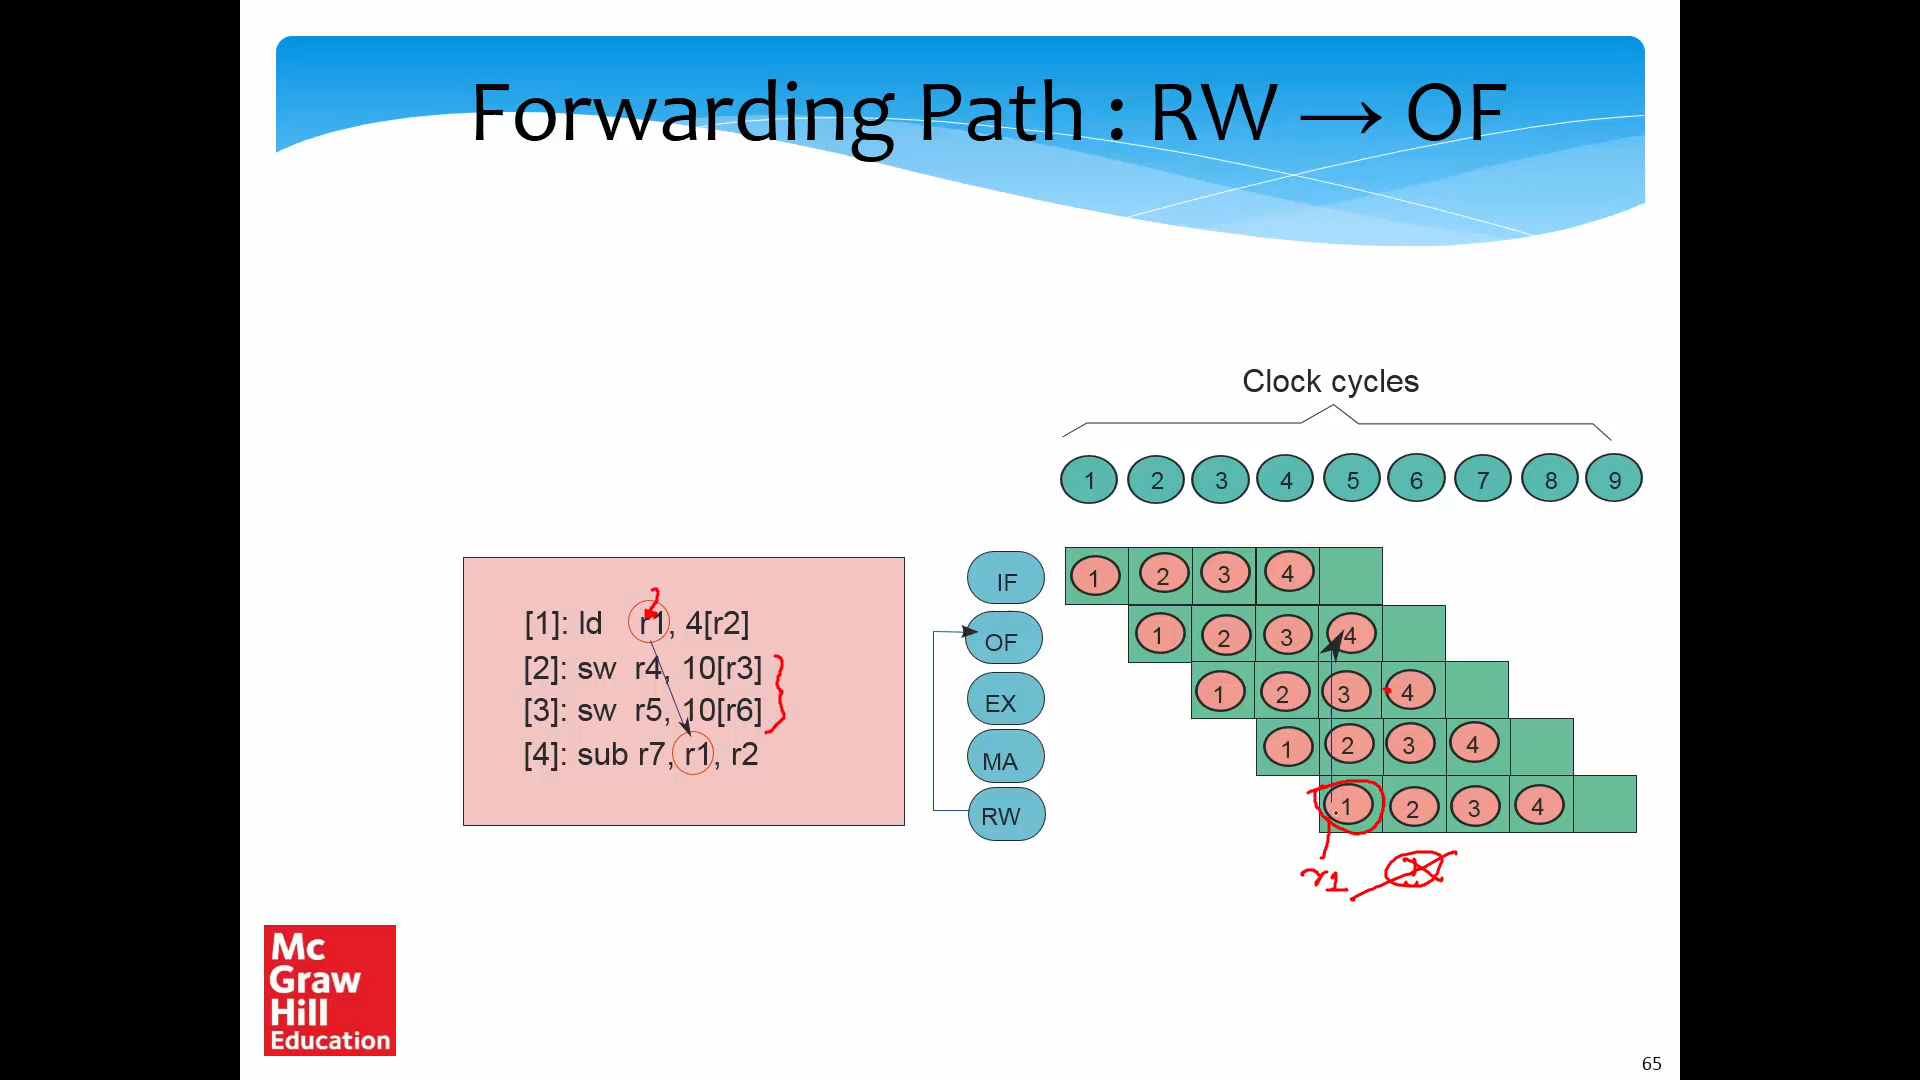 Forwarding Path : RW → OF
Clock cycles
1 2 3 4 5 6 7 8 9
[1]: ld r1, 4[r2]
[2]: sw r4, 10[r3]
[3]: sw r5, 10[r6]
[4]: sub r7, r1, r2
IF 1 2 3 4
OF 1 2 3 4
EX 1 2 3 4
MA 1 2 3 4
RW 1 2 3 4
r1
Mc
Graw
Hill
Education
65